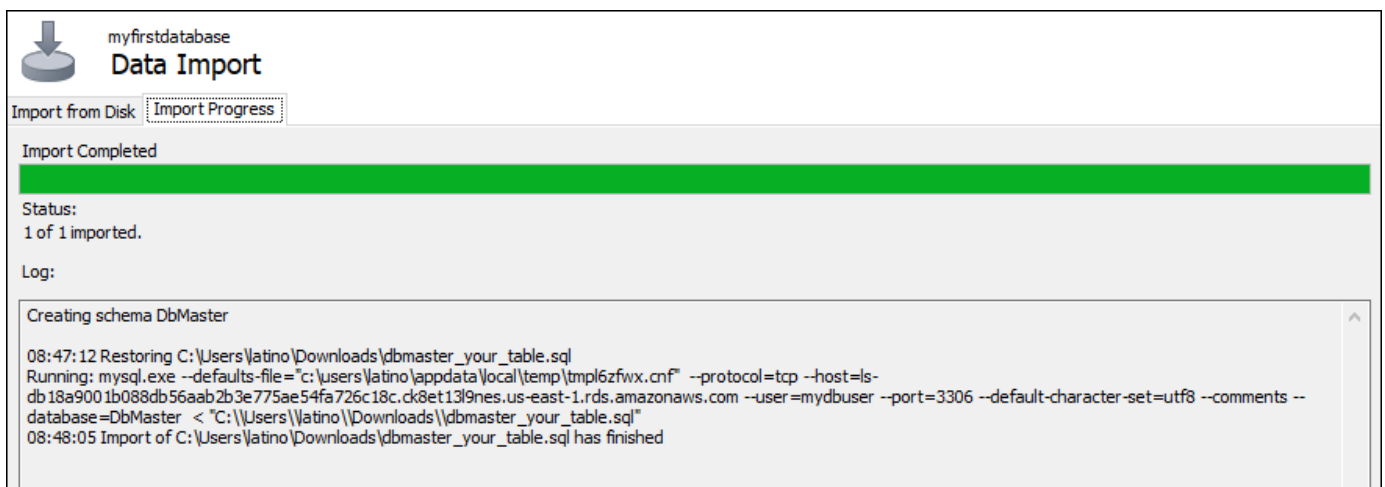 myfirstdatabase
Data Import
Import from Disk
Import Progress
Import Completed
Status:
1 of 1 imported.
Log:
Creating schema DbMaster
08:47:12 Restoring C:\Users\latino\Downloads\dbmaster_your_table.sql
Running: mysql.exe --defaults-file="c:\users\latino\appdata\local\temp\tmpl6zfwx.cnf"  --protocol=tcp --host=ls-
db18a9001b088db56aab2b3e775ae54fa726c18c.ck8et13l9nes.us-east-1.rds.amazonaws.com --user=mydbuser --port=3306 --default-character-set=utf8 --comments --
database=DbMaster  < "C:\\Users\\latino\\Downloads\\dbmaster_your_table.sql"
08:48:05 Import of C:\Users\latino\Downloads\dbmaster_your_table.sql has finished